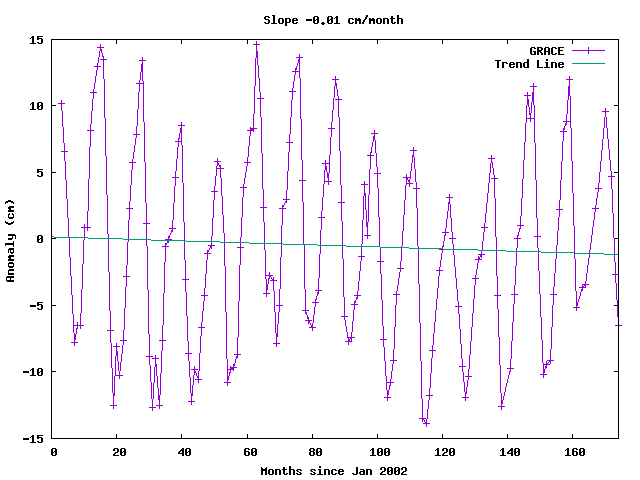 Slope -0.01 cm/month
GRACE
Trend Line
15
10
5
0
-5
-10
-15
Anomaly (cm)
0 20 40 60 80 100 120 140 160
Months since Jan 2002